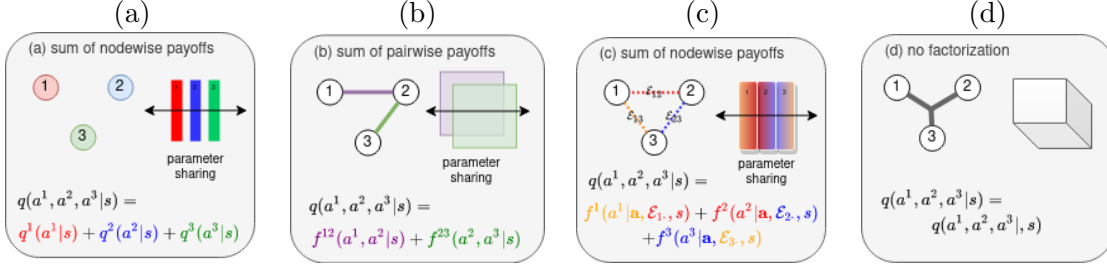 (a)
(b)
(c)
(d)
(a) sum of nodewise payoffs
1
2
3
1
2
3
parameter
sharing
q(a¹, a², a³|s) =
q¹(a¹|s) + q²(a²|s) + q³(a³|s)
(b) sum of pairwise payoffs
1
2
3
parameter
sharing
q(a¹, a², a³|s) =
f¹²(a¹, a²|s) + f²³(a², a³|s)
(c) sum of nodewise payoffs
1
2
3
ℰ₁₂
ℰ₁₃
ℰ₂₃
1
2
3
parameter
sharing
q(a¹, a², a³|s) =
f¹(a¹|a, ℰ₁., s) + f²(a²|a, ℰ₂., s)
+f³(a³|a, ℰ₃., s)
(d) no factorization
1
2
3
q(a¹, a², a³|s) =
q(a¹, a², a³|, s)